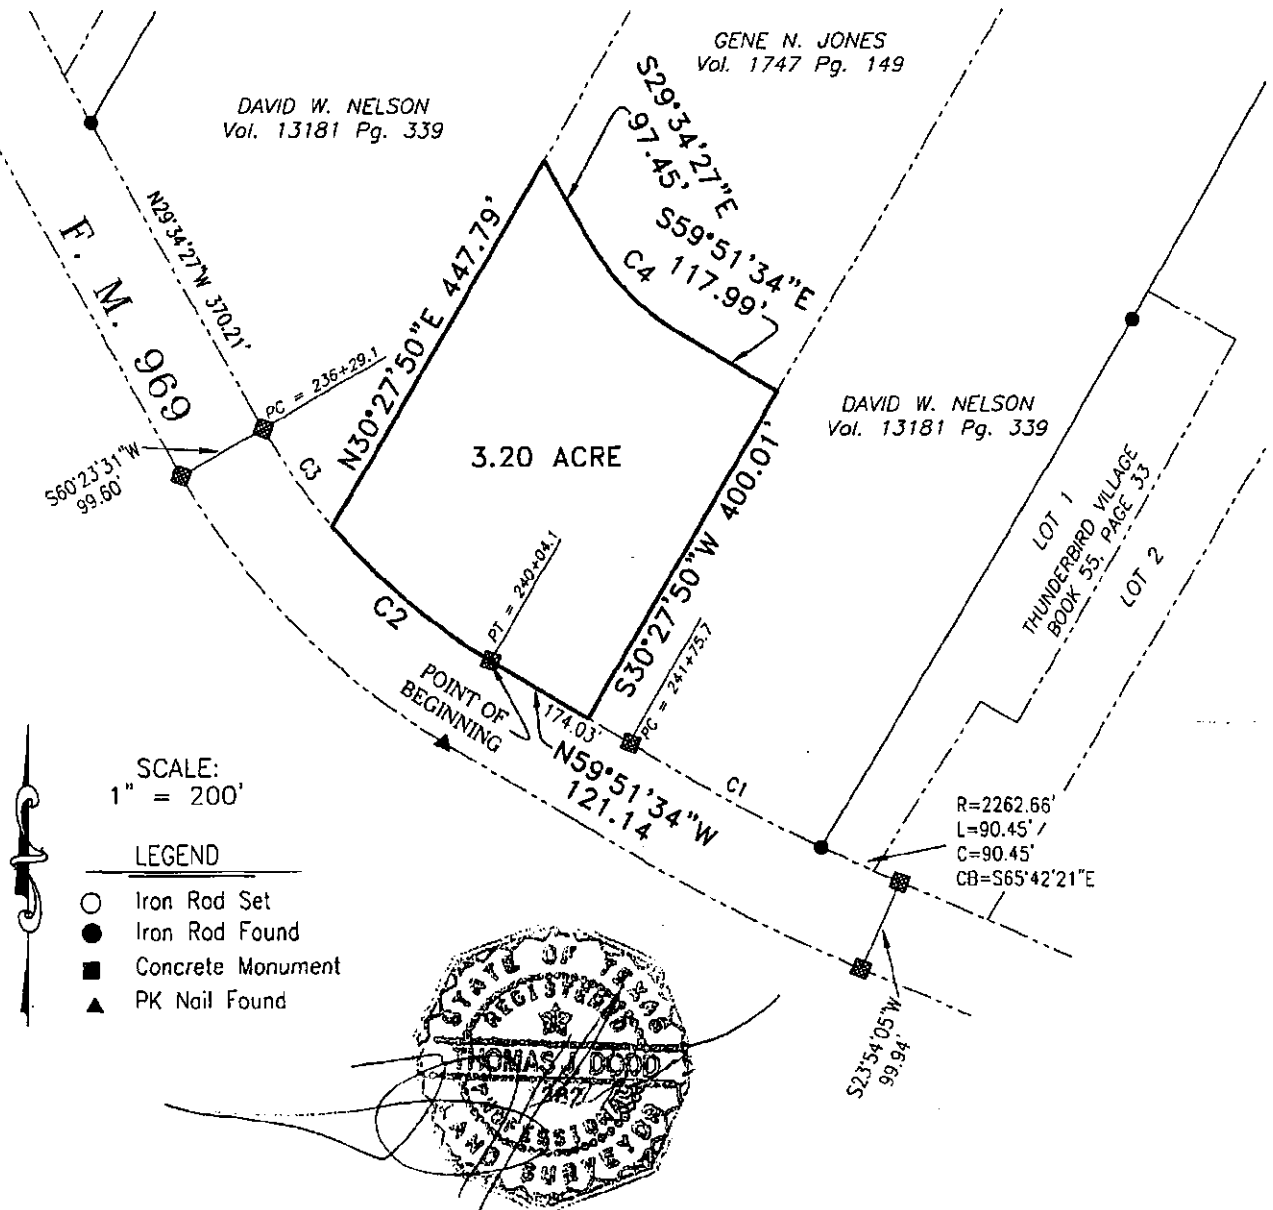 GENE N. JONES
Vol. 1747 Pg. 149
DAVID W. NELSON
Vol. 13181 Pg. 339
S29°34'27"E
97.45'
S59°51'34"E
117.99'
C4
N29°34'27"W 370.21'
F. M. 969
N30°27'50"E 447.79'
PC = 236+29.1
S60°23'31"W
99.60'
C3
3.20 ACRE
DAVID W. NELSON
Vol. 13181 Pg. 339
S30°27'50"W 400.01'
LOT 1
THUNDERBIRD VILLAGE
BOOK 55, PAGE 33
LOT 2
C2
PT = 240+04.1
PC = 241+75.7
POINT OF
BEGINNING
174.03'
N59°51'34"W
121.14
C1
R=2262.66'
L=90.45'
C=90.45'
CB=S65°42'21"E
S23°54'05"W
99.94'
SCALE:
1" = 200'
LEGEND
Iron Rod Set
Iron Rod Found
Concrete Monument
PK Nail Found
STATE OF TEXAS
REGISTERED
THOMAS J DODD
PROFESSIONAL
LAND SURVEYOR